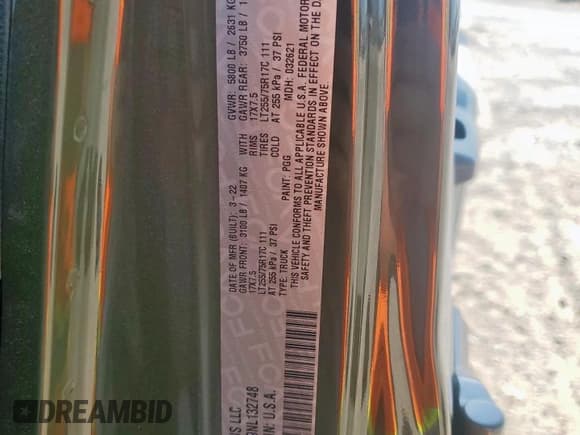 OS LLC
DATE OF MFR (BUILT): 3 - 22
GVWR: 5800 LB / 2631 KG
GAWR FRONT: 3100 LB / 1407 KG
WITH
GAWR REAR: 3750 LB / 1
17X7.5
RIMS
17X7.5
LT255/75R17C 111
TIRES
LT255/75R17C 111
AT 255 kPa / 37 PSI
COLD
AT 255 kPa / 37 PSI
TYPE: TRUCK
PAINT: PGG
MDH: 032621
THIS VEHICLE CONFORMS TO ALL APPLICABLE U.S.A. FEDERAL MOTOR
SAFETY AND THEFT PREVENTION STANDARDS IN EFFECT ON THE DA
MANUFACTURE SHOWN ABOVE
NL132748
N: U.S.A.
DREAMBID